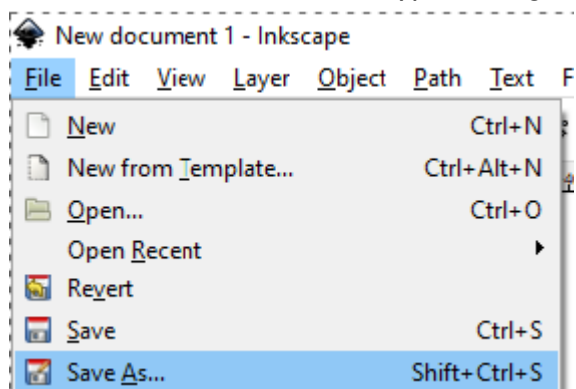 New document 1 - Inkscape
File Edit View Layer Object Path Text F
New Ctrl+N
New from Template... Ctrl+Alt+N
Open... Ctrl+O
Open Recent
Revert
Save Ctrl+S
Save As... Shift+Ctrl+S